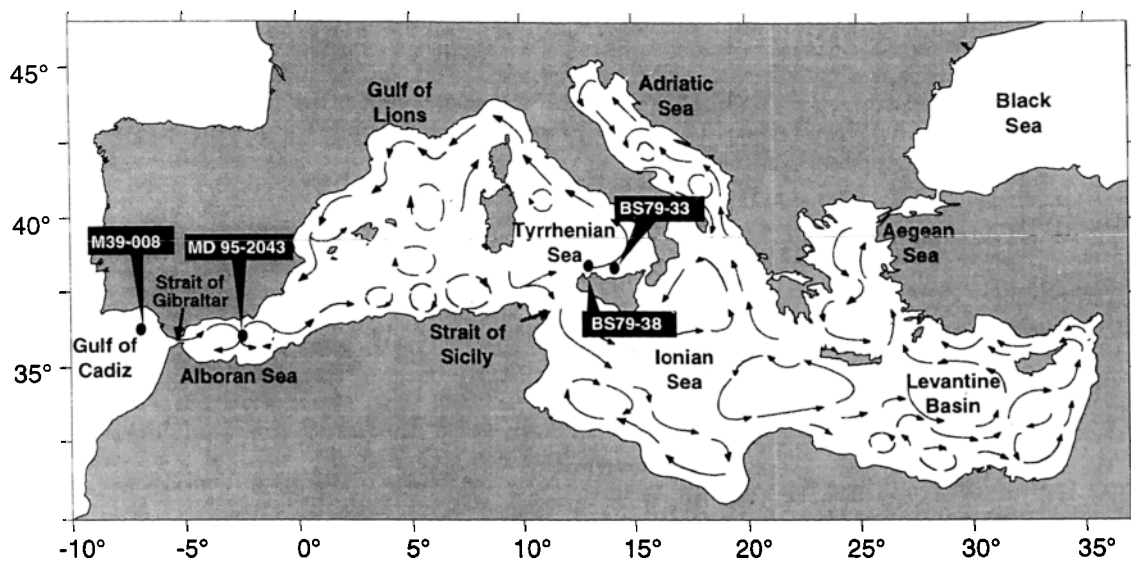 45°
40°
35°
Gulf of
Lions
Adriatic
Sea
Black
Sea
BS79-33
M39-008
MD 95-2043
Tyrrhenian
Sea
Aegean
Sea
Strait of
Gibraltar
Strait of
Sicily
BS79-38
Gulf of
Cadiz
Alboran Sea
Ionian
Sea
Levantine
Basin
-10° -5° 0° 5° 10° 15° 20° 25° 30° 35°